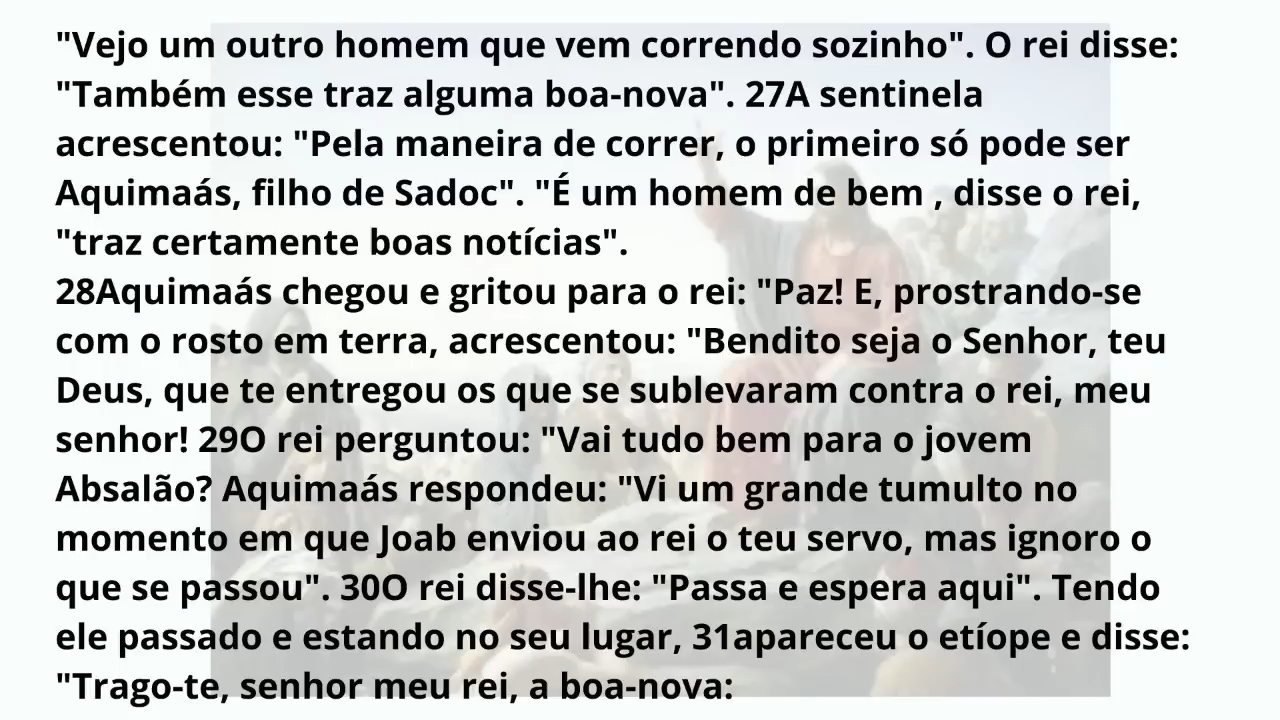 "Vejo um outro homem que vem correndo sozinho". O rei disse:
"Também esse traz alguma boa-nova". 27A sentinela
acrescentou: "Pela maneira de correr, o primeiro só pode ser
Aquimaás, filho de Sadoc". "É um homem de bem , disse o rei,
"traz certamente boas notícias".
28Aquimaás chegou e gritou para o rei: "Paz! E, prostrando-se
com o rosto em terra, acrescentou: "Bendito seja o Senhor, teu
Deus, que te entregou os que se sublevaram contra o rei, meu
senhor! 29O rei perguntou: "Vai tudo bem para o jovem
Absalão? Aquimaás respondeu: "Vi um grande tumulto no
momento em que Joab enviou ao rei o teu servo, mas ignoro o
que se passou". 30O rei disse-lhe: "Passa e espera aqui". Tendo
ele passado e estando no seu lugar, 31apareceu o etíope e disse:
"Trago-te, senhor meu rei, a boa-nova: